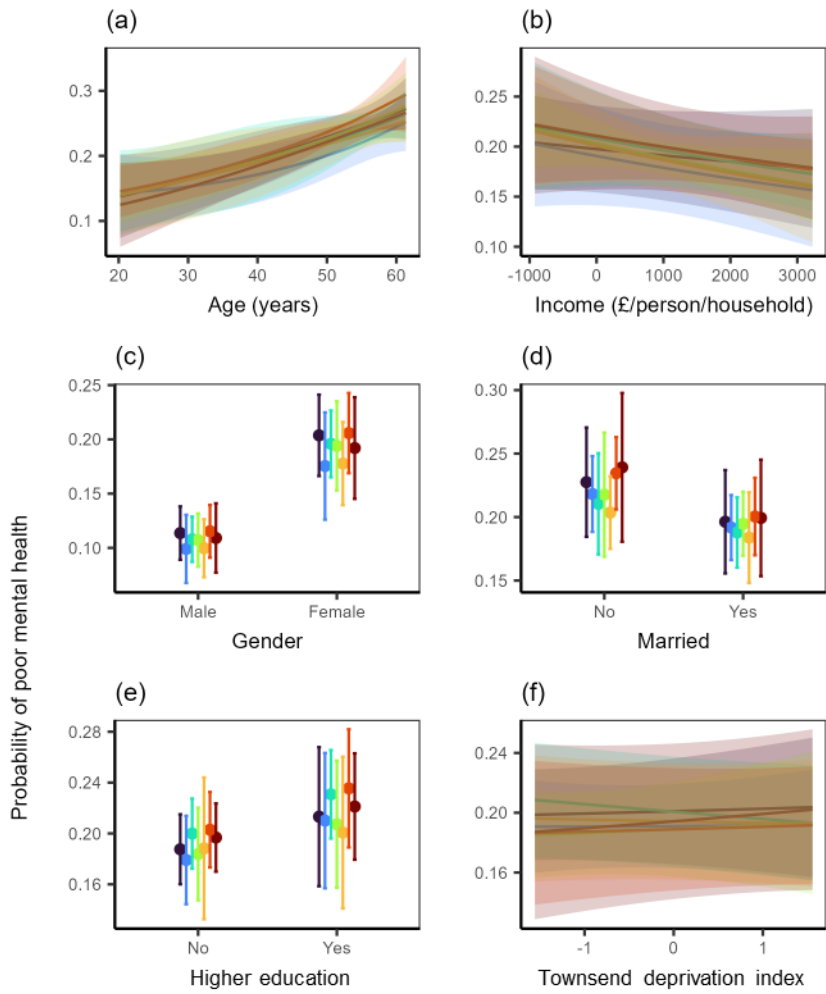 (a)
0.3
0.2
0.1
20 30 40 50 60
Age (years)
(b)
0.25
0.20
0.15
0.10
-1000 0 1000 2000 3000
Income (£/person/household)
(c)
0.25
0.20
0.15
0.10
Male Female
Gender
(d)
0.30
0.25
0.20
0.15
No Yes
Married
(e)
0.28
0.24
0.20
0.16
No Yes
Higher education
(f)
0.24
0.20
0.16
-1 0 1
Townsend deprivation index
Probability of poor mental health